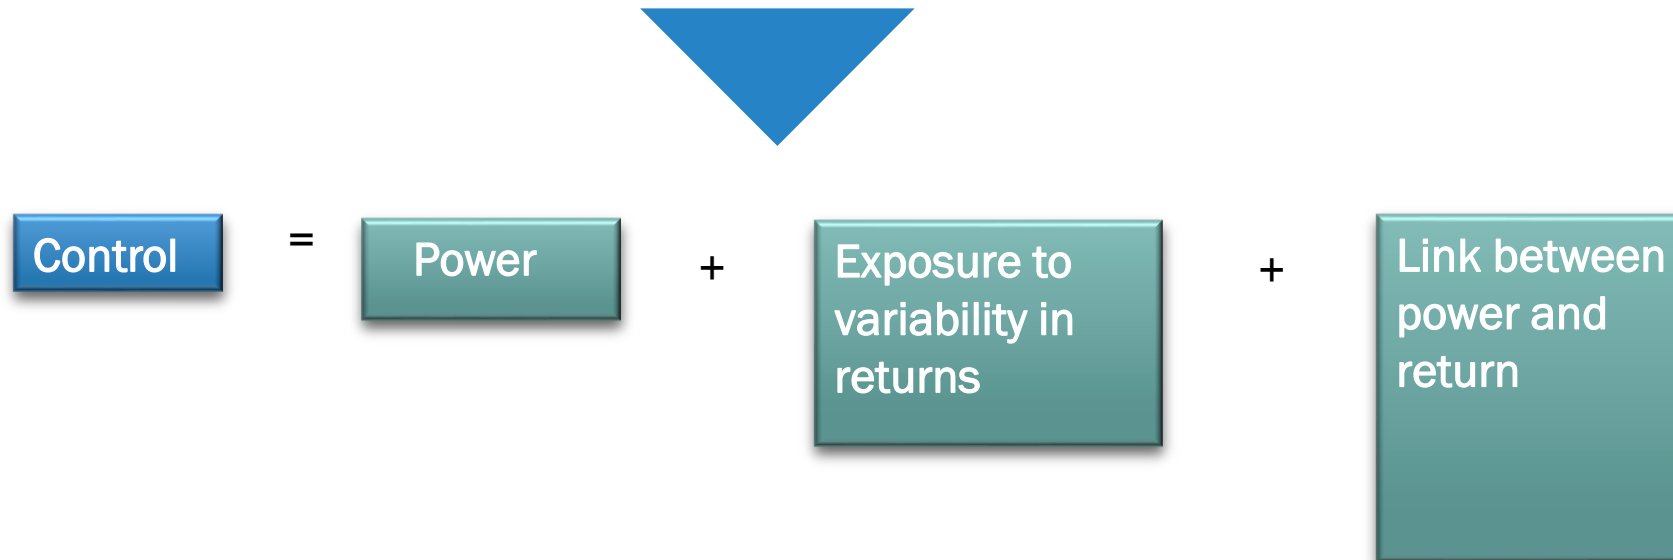 Control = Power + Exposure to + Link between
variability in power and
returns return